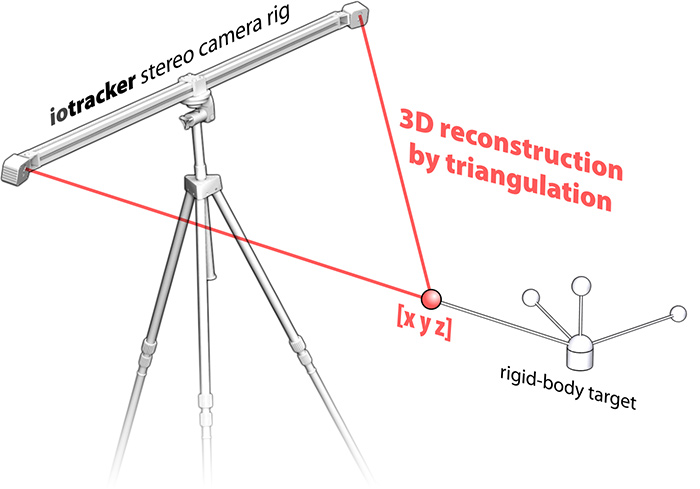 iotracker stereo camera rig
3D reconstruction
by triangulation
[x y z]
rigid-body target